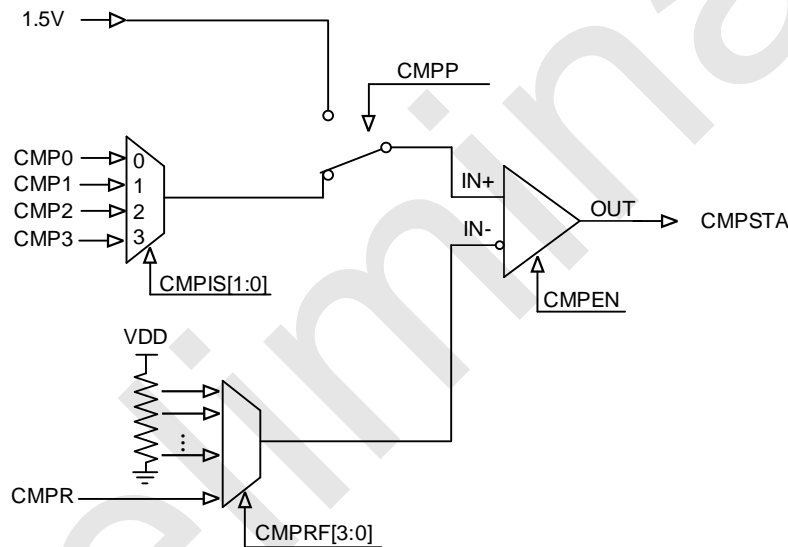 1.5V
CMPP
CMP0
CMP1
CMP2
CMP3
0
1
2
3
IN+
IN-
OUT
CMPSTA
CMPIS[1:0]
CMPEN
VDD
CMPR
CMPRF[3:0]
elimina